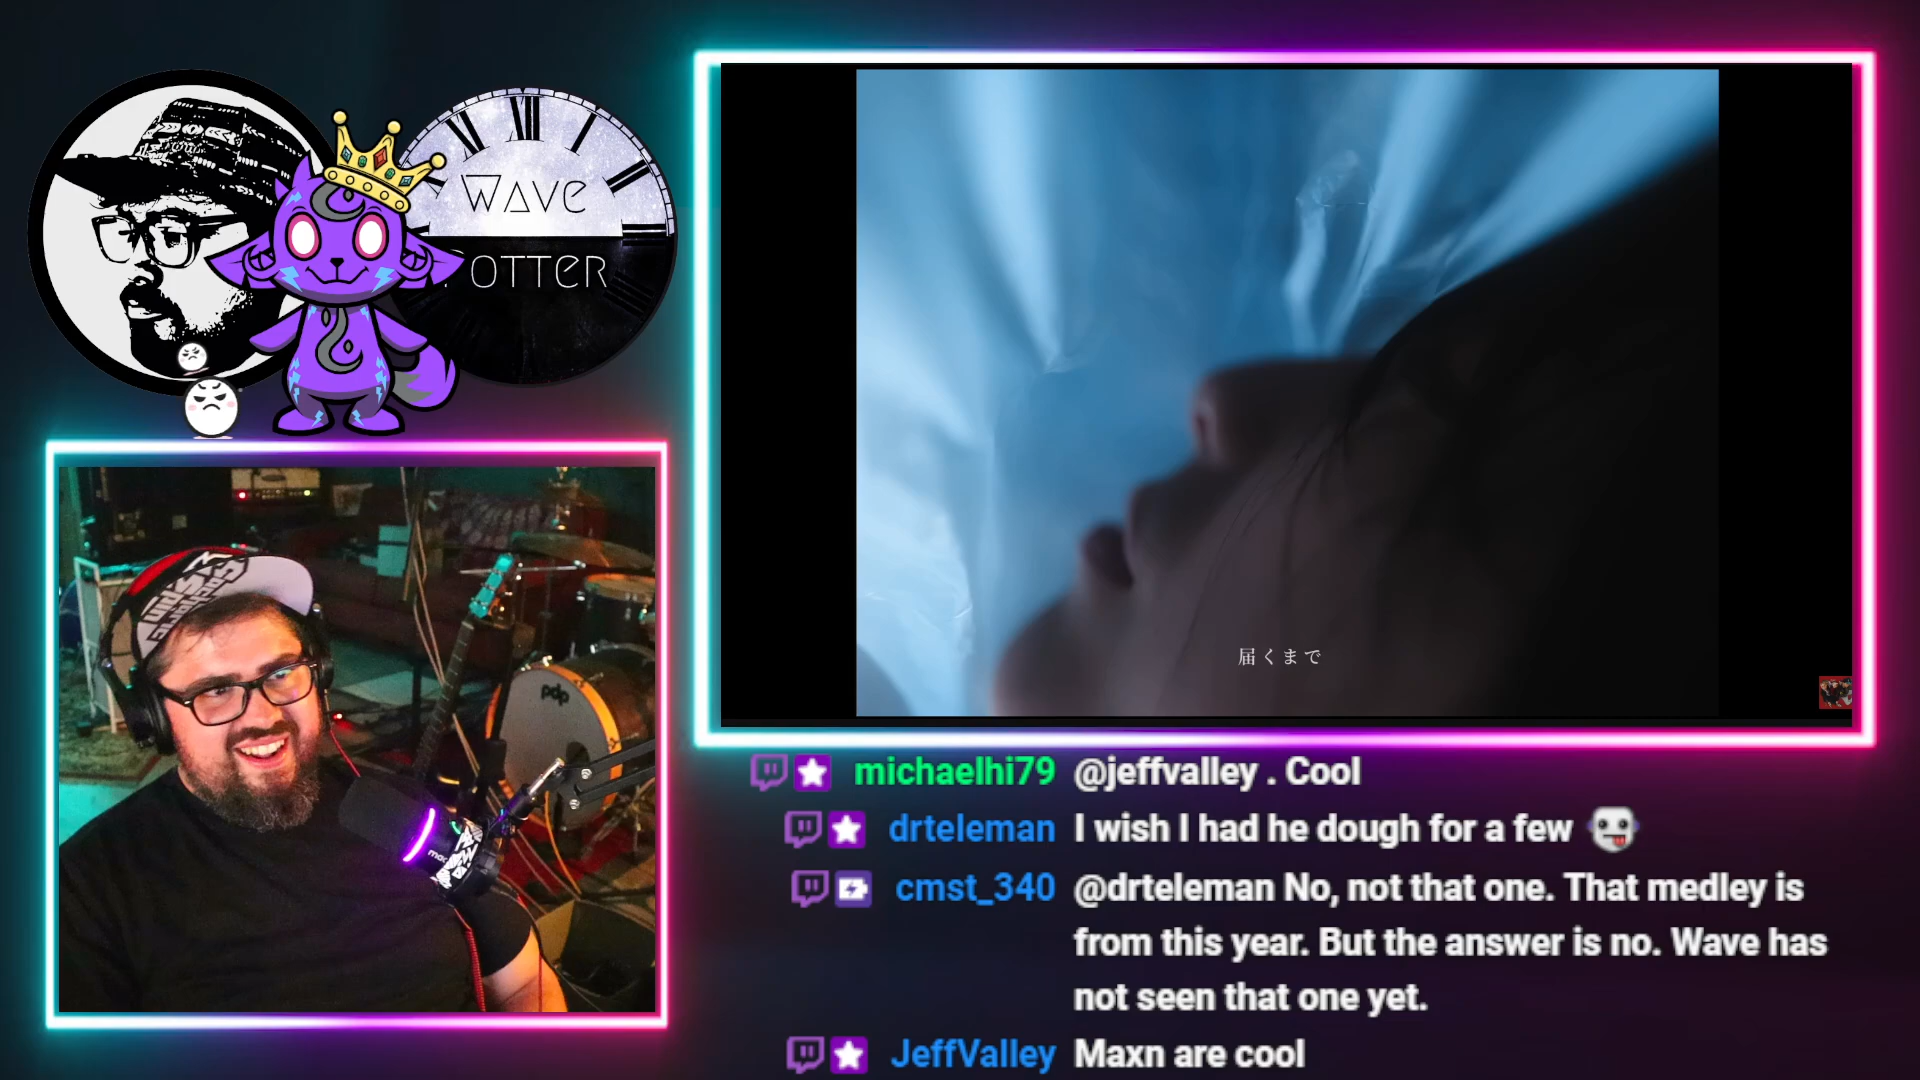 WAVE
OTTER
届くまで
pdp
michaelhi79 @jeffvalley . Cool
drteleman I wish I had he dough for a few
cmst_340 @drteleman No, not that one. That medley is
from this year. But the answer is no. Wave has
not seen that one yet.
JeffValley Maxn are cool